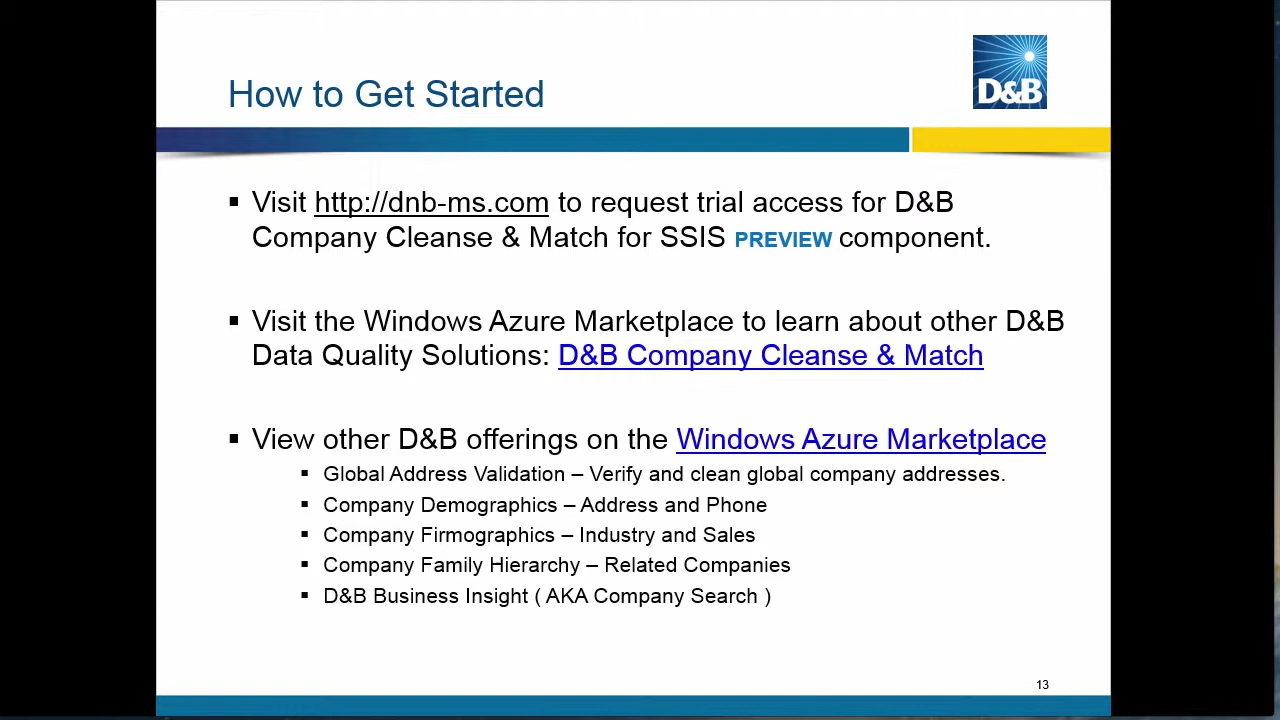 How to Get Started
D&B
▪ Visit http://dnb-ms.com to request trial access for D&B
Company Cleanse & Match for SSIS PREVIEW component.
▪ Visit the Windows Azure Marketplace to learn about other D&B
Data Quality Solutions: D&B Company Cleanse & Match
▪ View other D&B offerings on the Windows Azure Marketplace
▪ Global Address Validation – Verify and clean global company addresses.
▪ Company Demographics – Address and Phone
▪ Company Firmographics – Industry and Sales
▪ Company Family Hierarchy – Related Companies
▪ D&B Business Insight ( AKA Company Search )
13